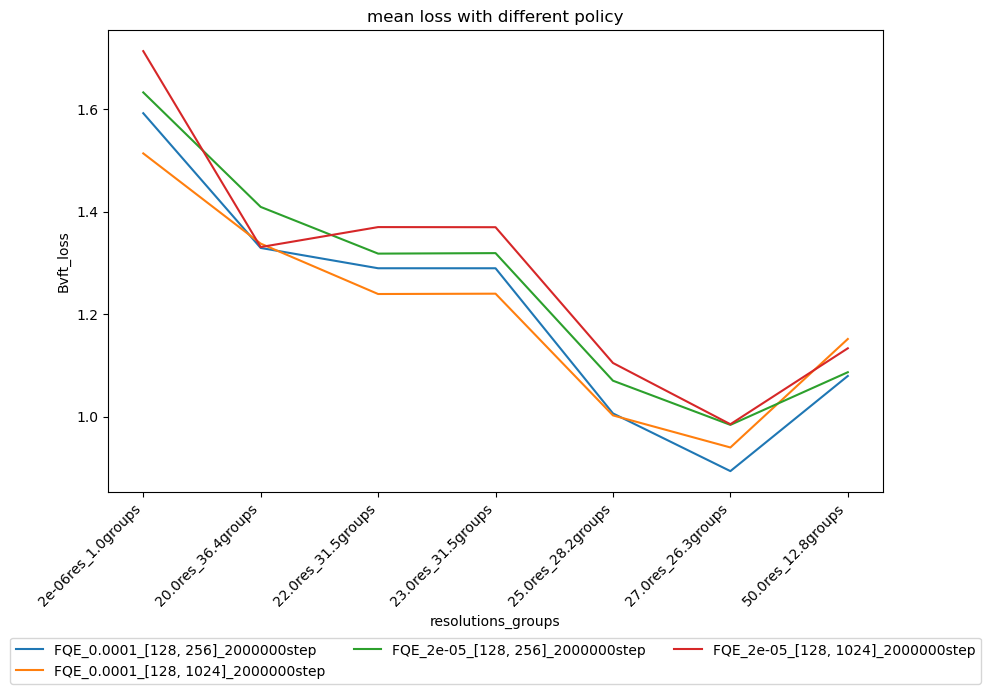 mean loss with different policy
Bvft_loss
1.6
1.4
1.2
1.0
2e-06res_1.0groups
20.0res_36.4groups
22.0res_31.5groups
23.0res_31.5groups
25.0res_28.2groups
27.0res_26.3groups
50.0res_12.8groups
resolutions_groups
FQE_0.0001_[128, 256]_2000000step
FQE_0.0001_[128, 1024]_2000000step
FQE_2e-05_[128, 256]_2000000step
FQE_2e-05_[128, 1024]_2000000step